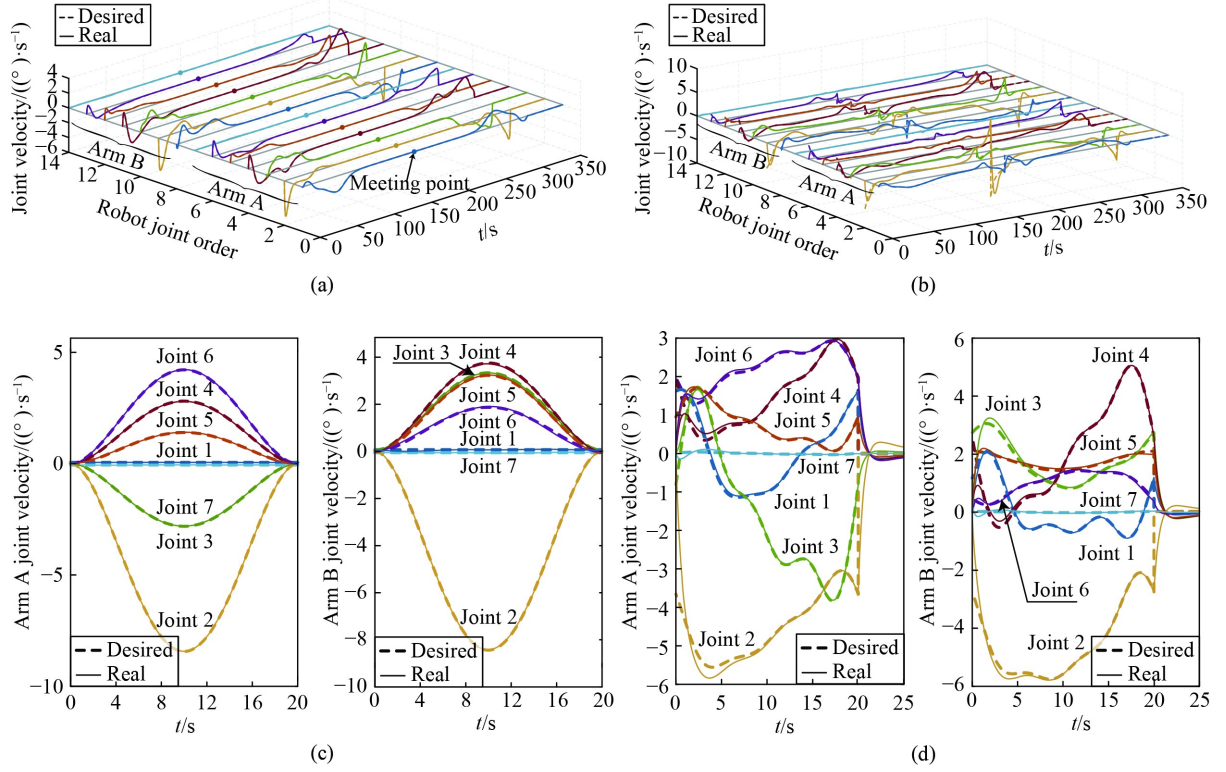 Desired
Real
Joint velocity/((°)·s⁻¹)
4
2
0
−2
−4
−6
14
12
10
8
6
4
2
0
Arm B
Arm A
Robot joint order
Meeting point
0
50
100
150
200
250
300
350
t/s
(a)
Desired
Real
Joint velocity/((°)·s⁻¹)
10
5
0
−5
−10
14
12
10
8
6
4
2
0
Arm B
Arm A
Robot joint order
0
50
100
150
200
250
300
350
t/s
(b)
Arm A joint velocity/((°)·s⁻¹)
5
0
−5
−10
Joint 6
Joint 4
Joint 5
Joint 1
Joint 7
Joint 3
Joint 2
Desired
Real
0 4 8 12 16 20
t/s
Arm B joint velocity/((°)·s⁻¹)
4
2
0
−2
−4
−6
−8
10
Joint 3
Joint 4
Joint 5
Joint 6
Joint 1
Joint 7
Joint 2
Desired
Real
0 4 8 12 16 20
t/s
(c)
Arm A joint velocity/((°)·s⁻¹)
3
2
1
0
−1
−2
−3
−4
−5
−6
Joint 6
Joint 4
Joint 5
Joint 7
Joint 1
Joint 3
Joint 2
Desired
Real
0 5 10 15 20 25
t/s
Arm B joint velocity/((°)·s⁻¹)
6
4
2
0
−2
−4
−6
Joint 4
Joint 3
Joint 5
Joint 7
Joint 1
Joint 6
Joint 2
Desired
Real
0 5 10 15 20 25
t/s
(d)